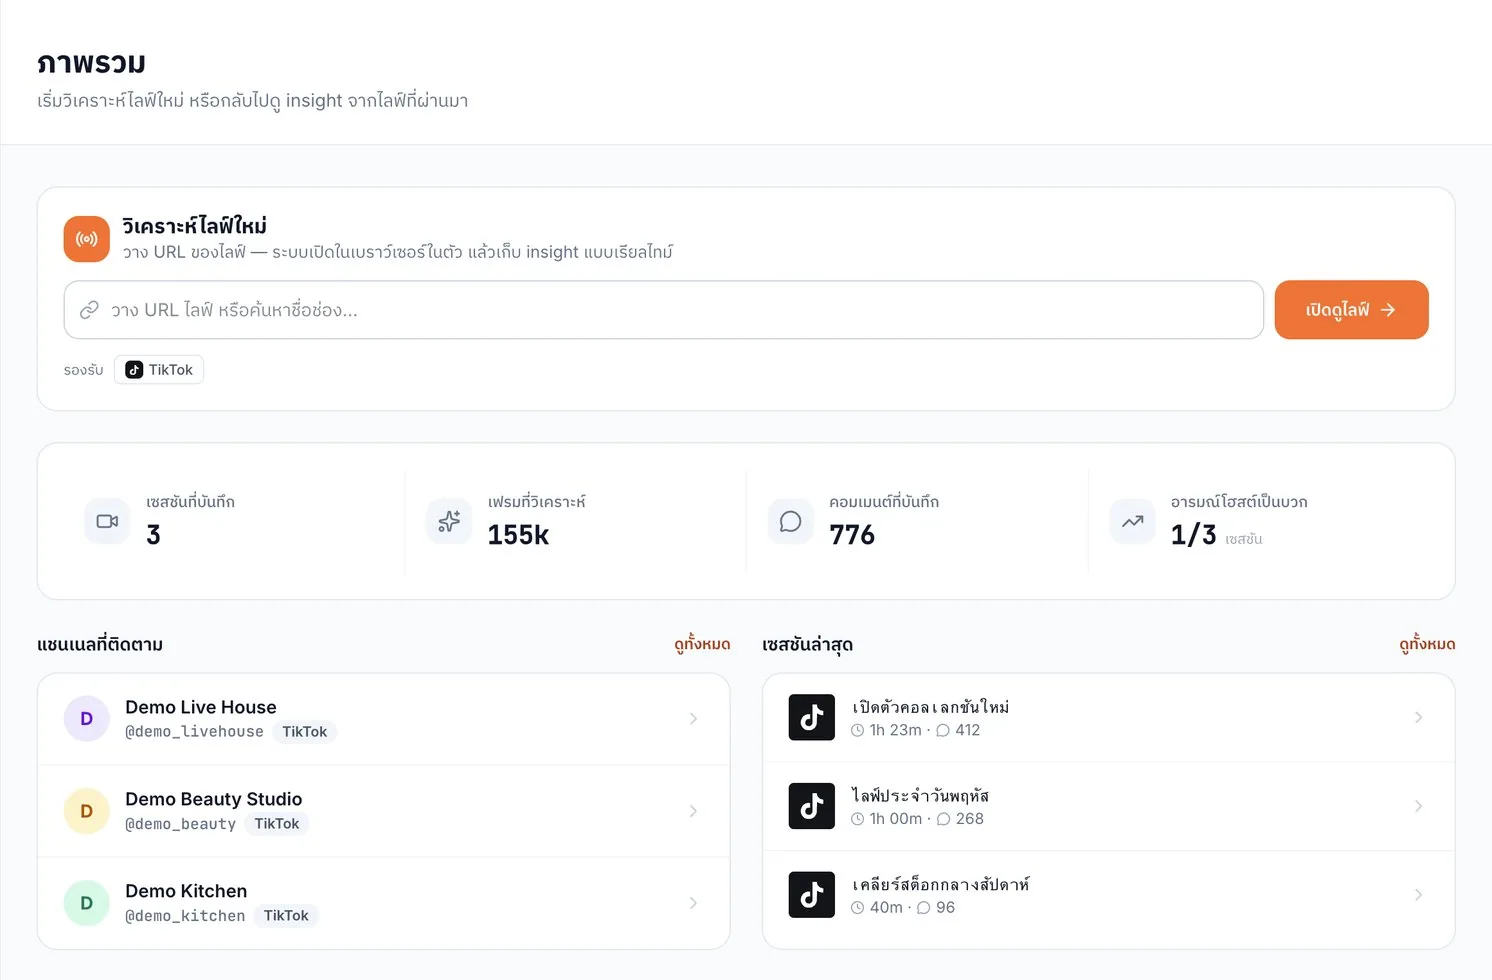 ภาพรวม
เริ่มวิเคราะห์ไลฟ์ใหม่ หรือกลับไปดู insight จากไลฟ์ที่ผ่านมา
วิเคราะห์ไลฟ์ใหม่
วาง URL ของไลฟ์ — ระบบเปิดในเบราว์เซอร์ในตัว แล้วเก็บ insight แบบเรียลไทม์
วาง URL ไลฟ์ หรือค้นหาชื่อช่อง...
เปิดดูไลฟ์
รองรับ TikTok
เซสชันที่บันทึก
3
เฟรมที่วิเคราะห์
155k
คอมเมนต์ที่บันทึก
776
อารมณ์โฮสต์เป็นบวก
1/3 เซสชัน
แชนเนลที่ติดตาม
ดูทั้งหมด
Demo Live House
@demo_livehouse TikTok
Demo Beauty Studio
@demo_beauty TikTok
Demo Kitchen
@demo_kitchen TikTok
เซสชันล่าสุด
ดูทั้งหมด
เปิดตัวคอลเลกชันใหม่
1h 23m · 412
ไลฟ์ประจำวันพฤหัส
1h 00m · 268
เคลียร์สต็อกกลางสัปดาห์
40m · 96
D
D
D